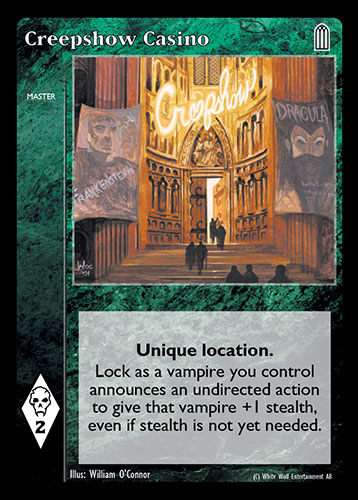 Creepshow Casino
MASTER
Creepshow
FRANKENSTEIN
DRACULA
Unique location.
Lock as a vampire you control
announces an undirected action
to give that vampire +1 stealth,
even if stealth is not yet needed.
2
Illus: William O'Connor
(C) White Wolf Entertainment AB